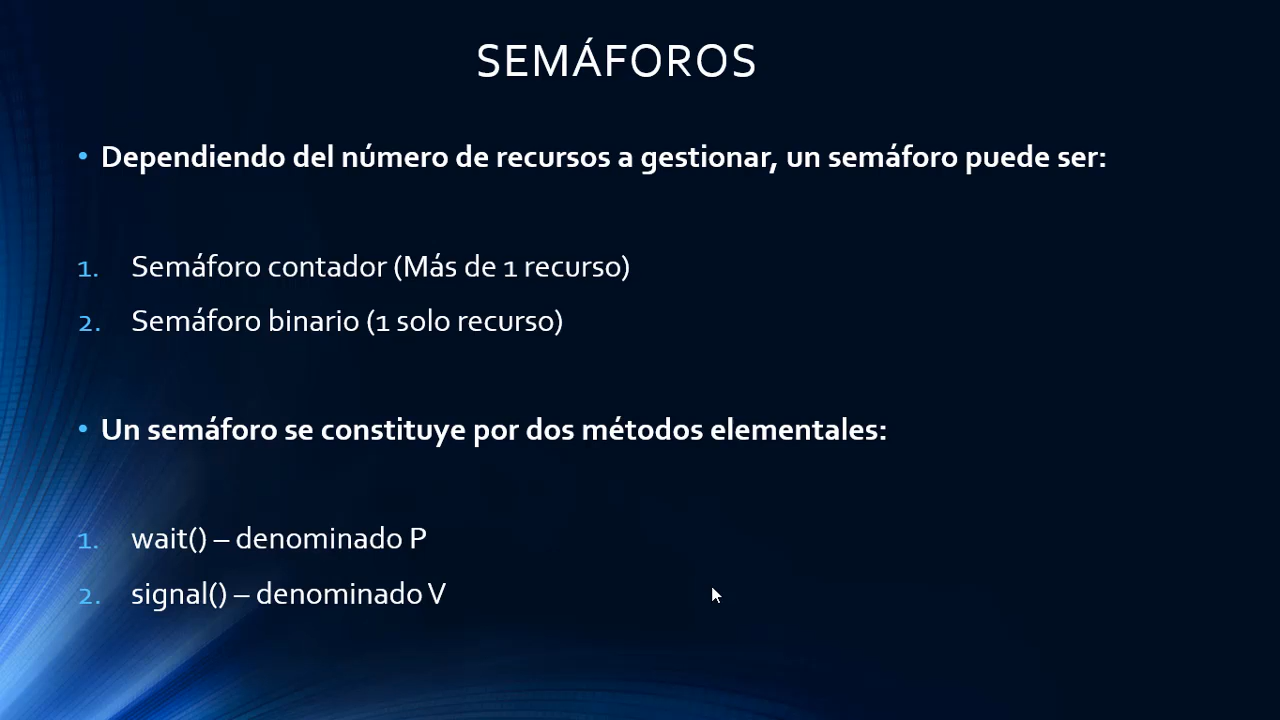 SEMÁFOROS
• Dependiendo del número de recursos a gestionar, un semáforo puede ser:
1. Semáforo contador (Más de 1 recurso)
2. Semáforo binario (1 solo recurso)
• Un semáforo se constituye por dos métodos elementales:
1. wait() – denominado P
2. signal() – denominado V